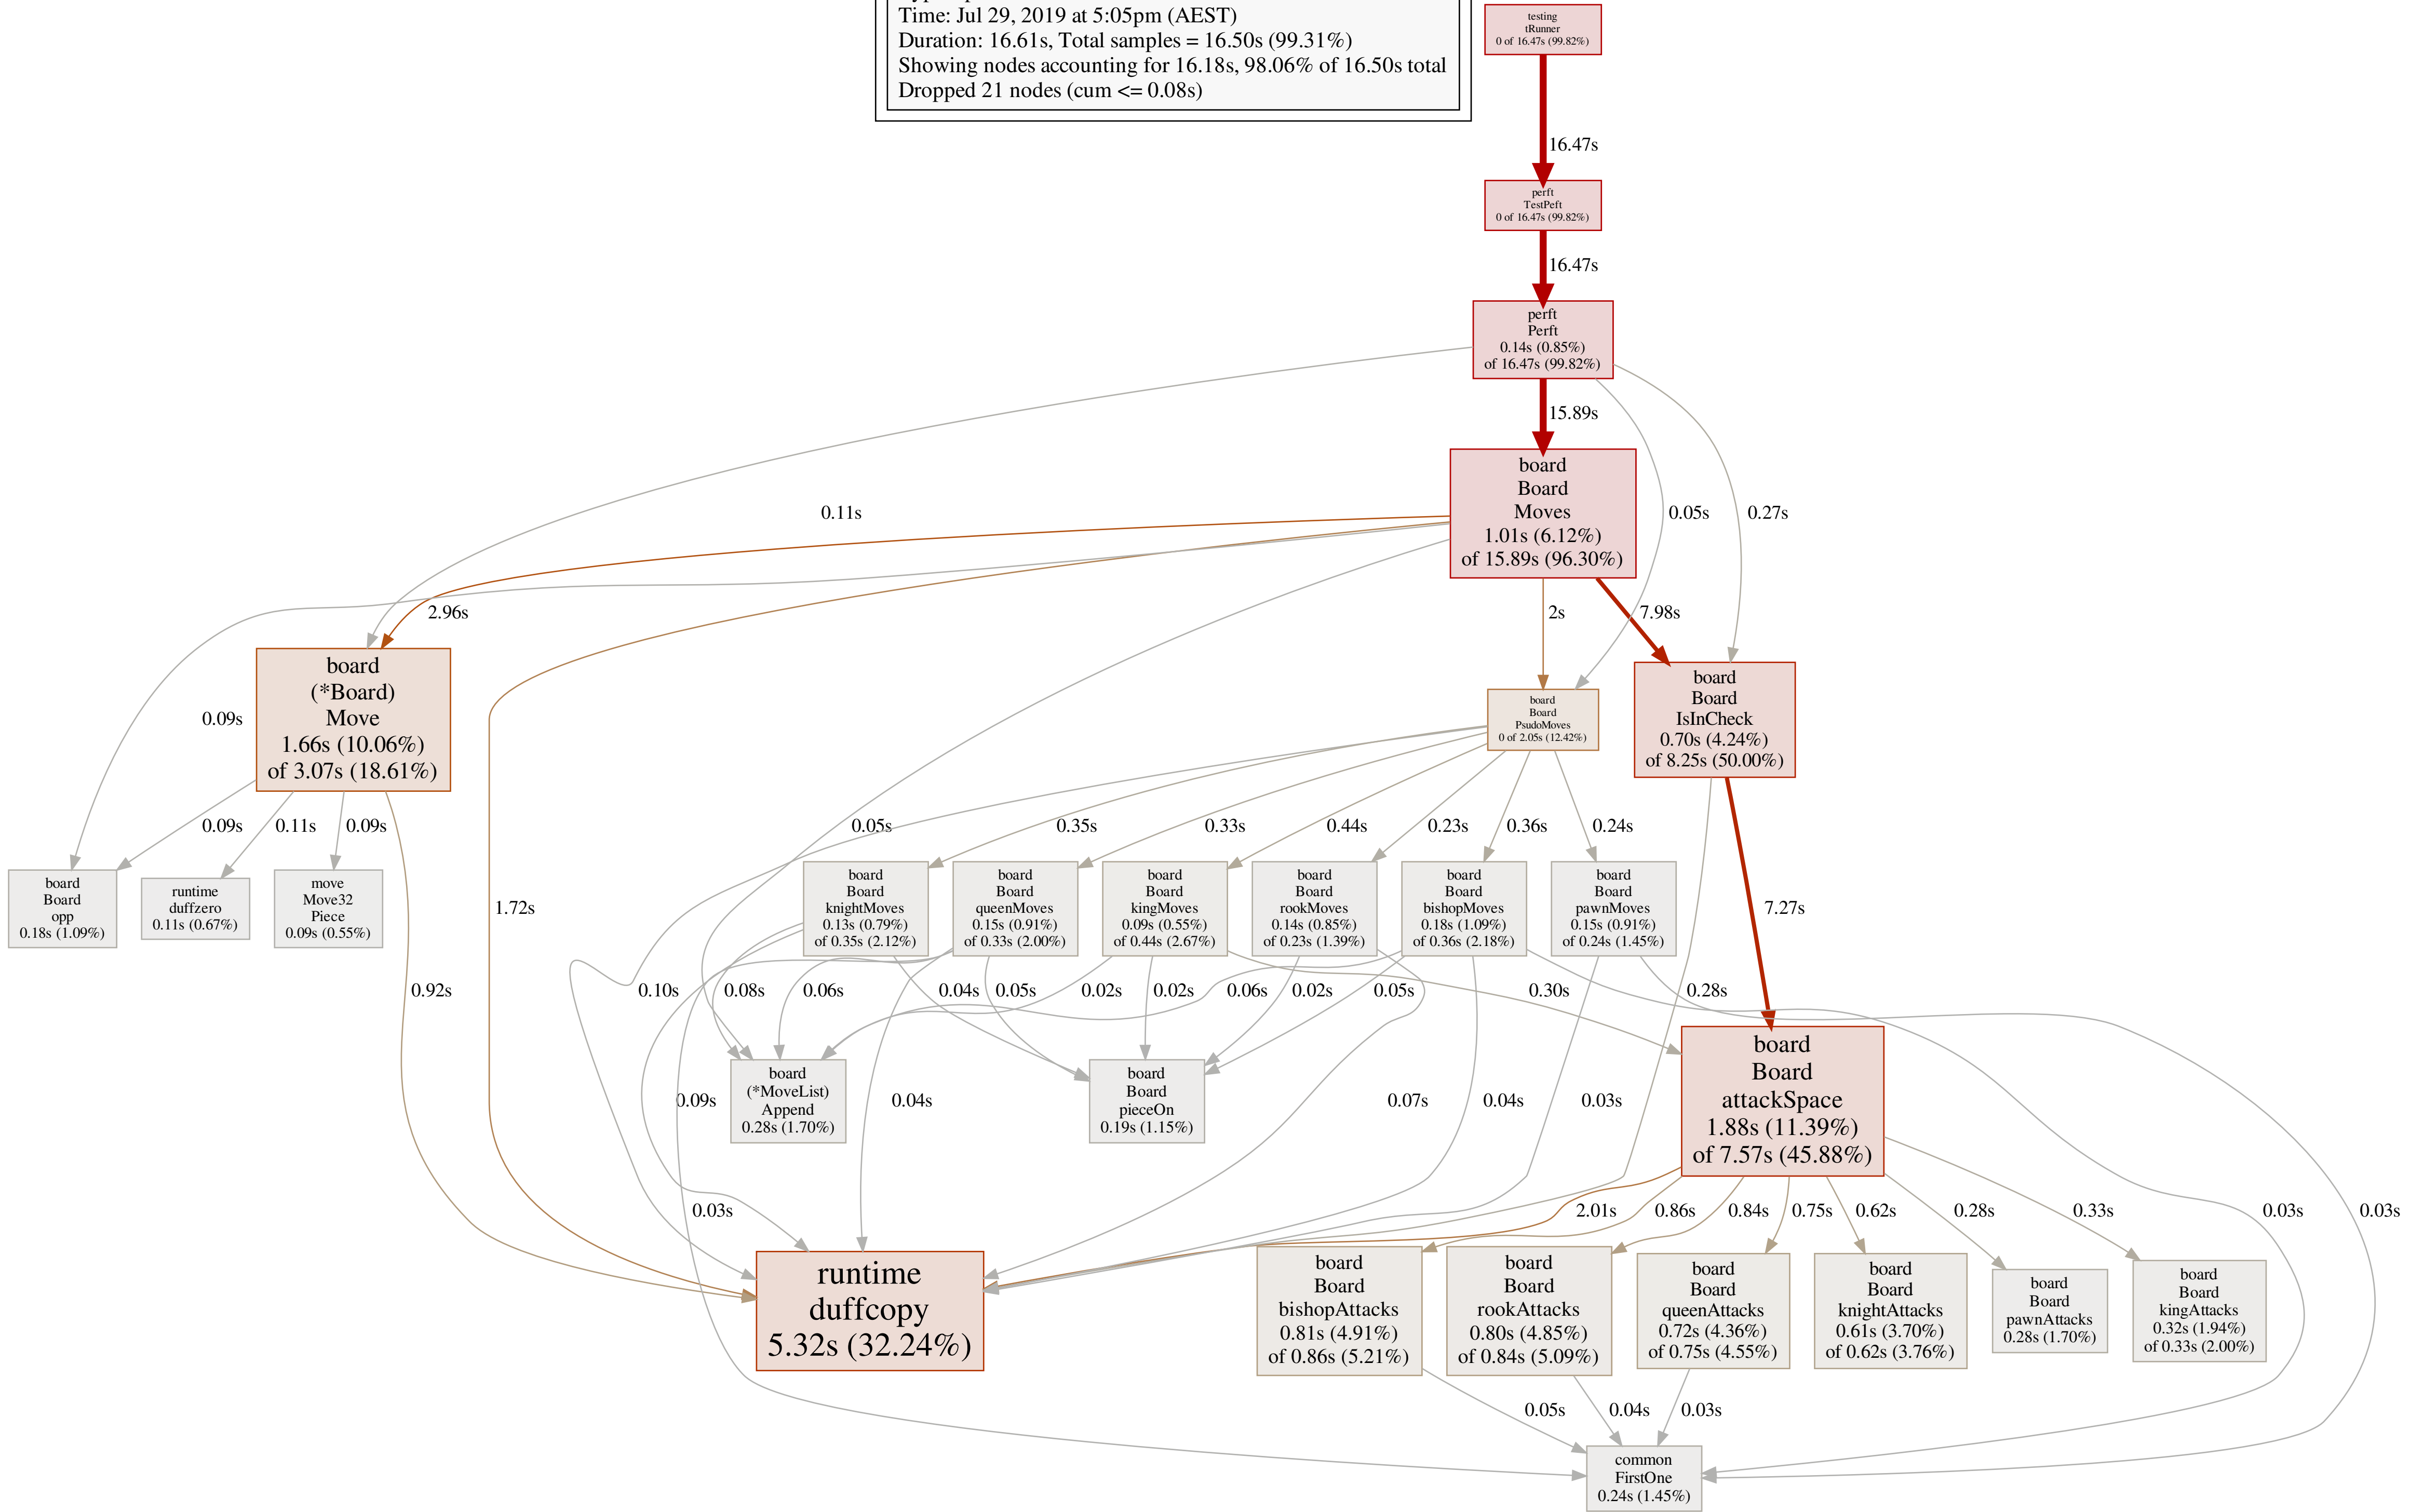 Time: Jul 29, 2019 at 5:05pm (AEST)
Duration: 16.61s, Total samples = 16.50s (99.31%)
Showing nodes accounting for 16.18s, 98.06% of 16.50s total
Dropped 21 nodes (cum <= 0.08s)
testing
tRunner
0 of 16.47s (99.82%)
16.47s
perft
TestPeft
0 of 16.47s (99.82%)
16.47s
perft
Perft
0.14s (0.85%)
of 16.47s (99.82%)
15.89s
board
Board
Moves
1.01s (6.12%)
of 15.89s (96.30%)
0.11s
0.05s
0.27s
2.96s
2s
7.98s
board
(*Board)
Move
1.66s (10.06%)
of 3.07s (18.61%)
0.09s
board
Board
PsudoMoves
0 of 2.05s (12.42%)
board
Board
IsInCheck
0.70s (4.24%)
of 8.25s (50.00%)
0.09s
0.11s
0.09s
0.05s
0.35s
0.33s
0.44s
0.23s
0.36s
0.24s
board
Board
opp
0.18s (1.09%)
runtime
duffzero
0.11s (0.67%)
move
Move32
Piece
0.09s (0.55%)
1.72s
board
Board
knightMoves
0.13s (0.79%)
of 0.35s (2.12%)
board
Board
queenMoves
0.15s (0.91%)
of 0.33s (2.00%)
board
Board
kingMoves
0.09s (0.55%)
of 0.44s (2.67%)
board
Board
rookMoves
0.14s (0.85%)
of 0.23s (1.39%)
board
Board
bishopMoves
0.18s (1.09%)
of 0.36s (2.18%)
board
Board
pawnMoves
0.15s (0.91%)
of 0.24s (1.45%)
7.27s
0.92s
0.10s
0.08s
0.06s
0.04s
0.05s
0.02s
0.02s
0.06s
0.02s
0.05s
0.30s
0.28s
0.09s
board
(*MoveList)
Append
0.28s (1.70%)
0.04s
board
Board
pieceOn
0.19s (1.15%)
0.07s
0.04s
0.03s
board
Board
attackSpace
1.88s (11.39%)
of 7.57s (45.88%)
0.03s
2.01s
0.86s
0.84s
0.75s
0.62s
0.28s
0.33s
0.03s
0.03s
runtime
duffcopy
5.32s (32.24%)
board
Board
bishopAttacks
0.81s (4.91%)
of 0.86s (5.21%)
board
Board
rookAttacks
0.80s (4.85%)
of 0.84s (5.09%)
board
Board
queenAttacks
0.72s (4.36%)
of 0.75s (4.55%)
board
Board
knightAttacks
0.61s (3.70%)
of 0.62s (3.76%)
board
Board
pawnAttacks
0.28s (1.70%)
board
Board
kingAttacks
0.32s (1.94%)
of 0.33s (2.00%)
0.05s
0.04s
0.03s
common
FirstOne
0.24s (1.45%)